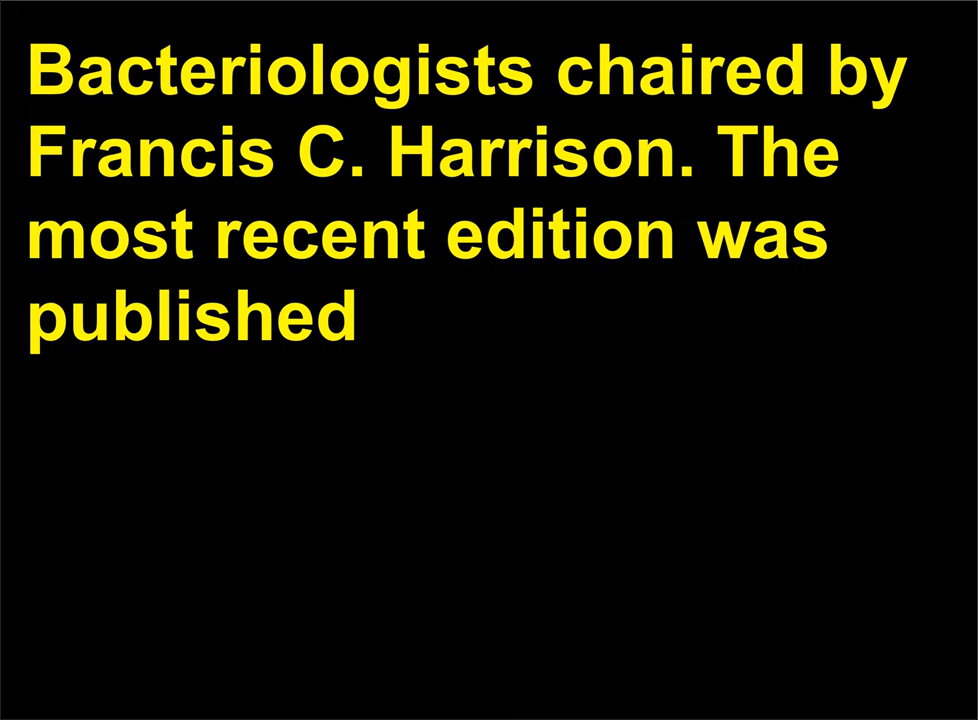 Bacteriologists chaired by
Francis C. Harrison. The
most recent edition was
published